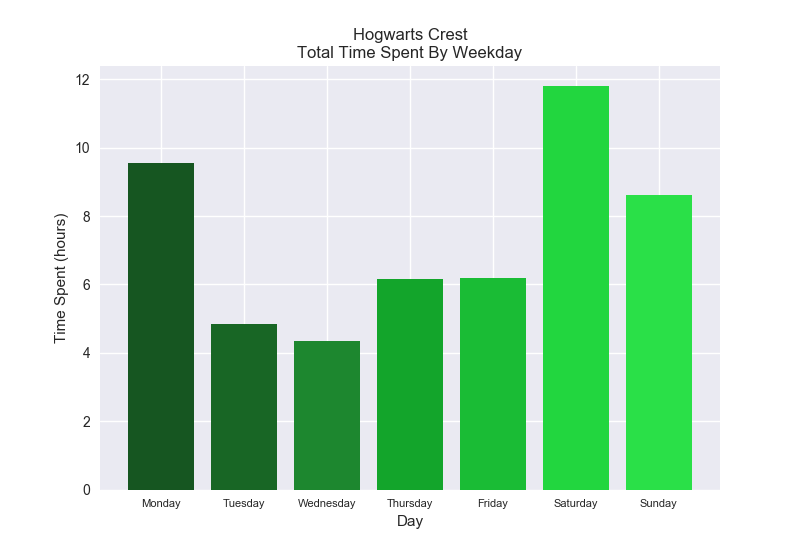 Hogwarts Crest
Total Time Spent By Weekday
Time Spent (hours)
12
10
8
6
4
2
0
Monday Tuesday Wednesday Thursday Friday Saturday Sunday
Day